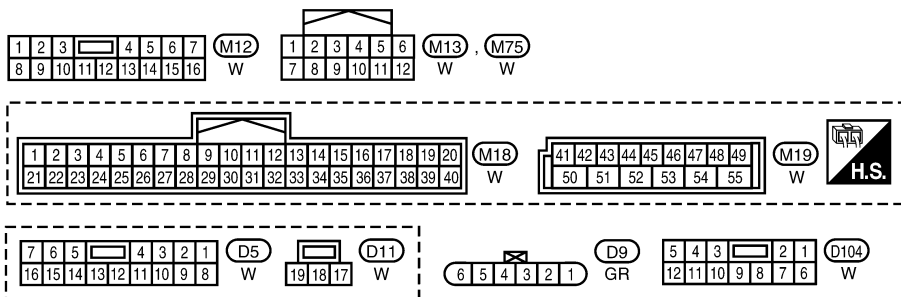 1 2 3 4 5 6 7 M12 1 2 3 4 5 6 M13 , M75
8 9 10 11 12 13 14 15 16 W 7 8 9 10 11 12 W W
1 2 3 4 5 6 7 8 9 10 11 12 13 14 15 16 17 18 19 20 M18 41 42 43 44 45 46 47 48 49 M19
21 22 23 24 25 26 27 28 29 30 31 32 33 34 35 36 37 38 39 40 W 50 51 52 53 54 55 W H.S.
7 6 5 4 3 2 1 D5 D11 D9 5 4 3 2 1 D104
16 15 14 13 12 11 10 9 8 W 19 18 17 W 6 5 4 3 2 1 GR 12 11 10 9 8 7 6 W